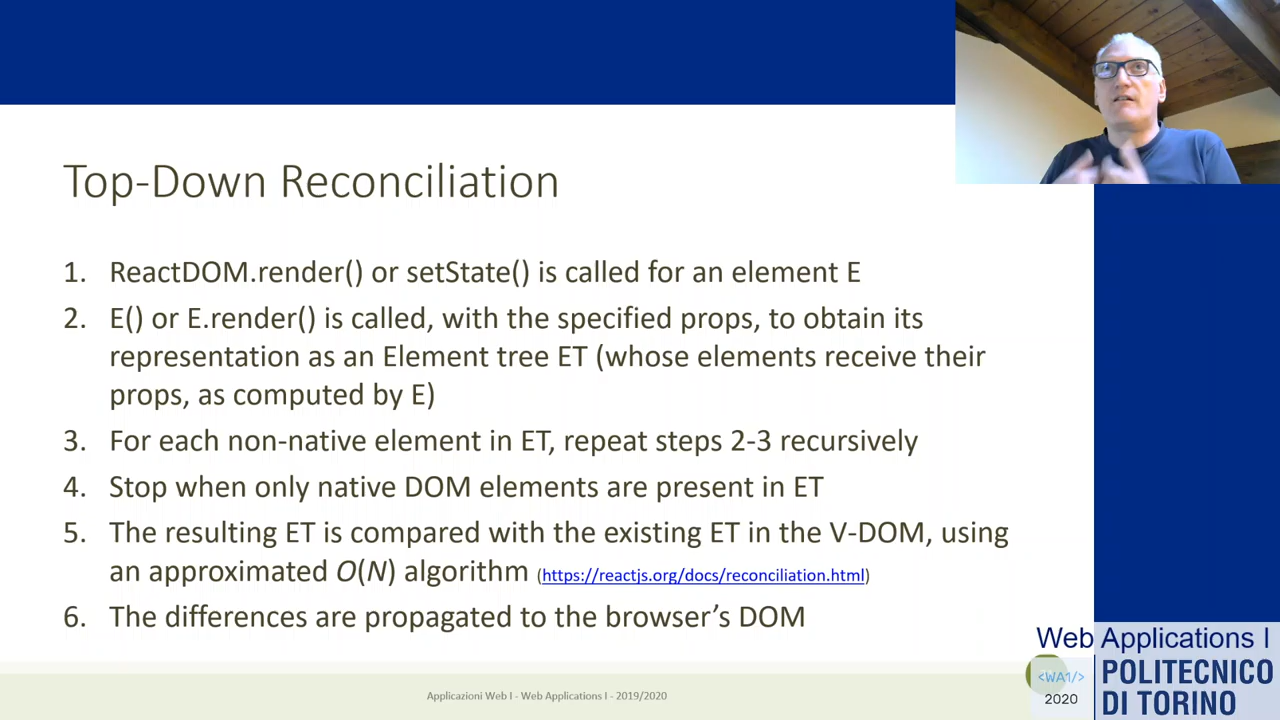 Top-Down Reconciliation
1. ReactDOM.render() or setState() is called for an element E
2. E() or E.render() is called, with the specified props, to obtain its
representation as an Element tree ET (whose elements receive their
props, as computed by E)
3. For each non-native element in ET, repeat steps 2-3 recursively
4. Stop when only native DOM elements are present in ET
5. The resulting ET is compared with the existing ET in the V-DOM, using
an approximated O(N) algorithm (https://reactjs.org/docs/reconciliation.html)
6. The differences are propagated to the browser's DOM
Applicazioni Web I - Web Applications I - 2019/2020
Web Applications I
<WA1/>
2020
POLITECNICO
DI TORINO